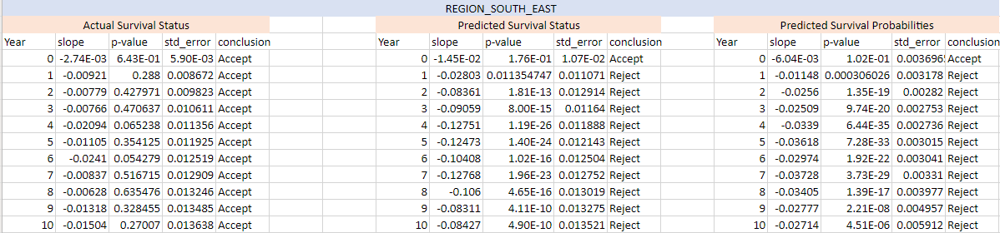 REGION_SOUTH_EAST
Actual Survival Status Predicted Survival Status Predicted Survival Probabilities
Year slope p-value std_error conclusion Year slope p-value std_error conclusion Year slope p-value std_error conclusion
0 -2.74E-03 6.43E-01 5.90E-03 Accept 0 -1.45E-02 1.76E-01 1.07E-02 Accept 0 -6.04E-03 1.02E-01 0.003696 Accept
1 -0.00921 0.288 0.008672 Accept 1 -0.02803 0.011354747 0.011071 Reject 1 -0.01148 0.000306026 0.003178 Reject
2 -0.00779 0.427971 0.009823 Accept 2 -0.08361 1.81E-13 0.012914 Reject 2 -0.0256 1.35E-19 0.00282 Reject
3 -0.00766 0.470637 0.010611 Accept 3 -0.09059 8.00E-15 0.01164 Reject 3 -0.02509 9.74E-20 0.002753 Reject
4 -0.02094 0.065238 0.011356 Accept 4 -0.12751 1.19E-26 0.011888 Reject 4 -0.0339 6.44E-35 0.002736 Reject
5 -0.01105 0.354125 0.011925 Accept 5 -0.12473 1.40E-24 0.012143 Reject 5 -0.03618 7.28E-33 0.003015 Reject
6 -0.0241 0.054279 0.012519 Accept 6 -0.10408 1.02E-16 0.012504 Reject 6 -0.02974 1.92E-22 0.003041 Reject
7 -0.00837 0.516715 0.012909 Accept 7 -0.12768 1.96E-23 0.012752 Reject 7 -0.03728 3.73E-29 0.00331 Reject
8 -0.00628 0.635476 0.013246 Accept 8 -0.106 4.65E-16 0.013019 Reject 8 -0.03405 1.39E-17 0.003977 Reject
9 -0.01318 0.328455 0.013485 Accept 9 -0.08311 4.11E-10 0.013275 Reject 9 -0.02777 2.21E-08 0.004957 Reject
10 -0.01504 0.27007 0.013638 Accept 10 -0.08427 4.90E-10 0.013521 Reject 10 -0.02714 4.51E-06 0.005912 Reject